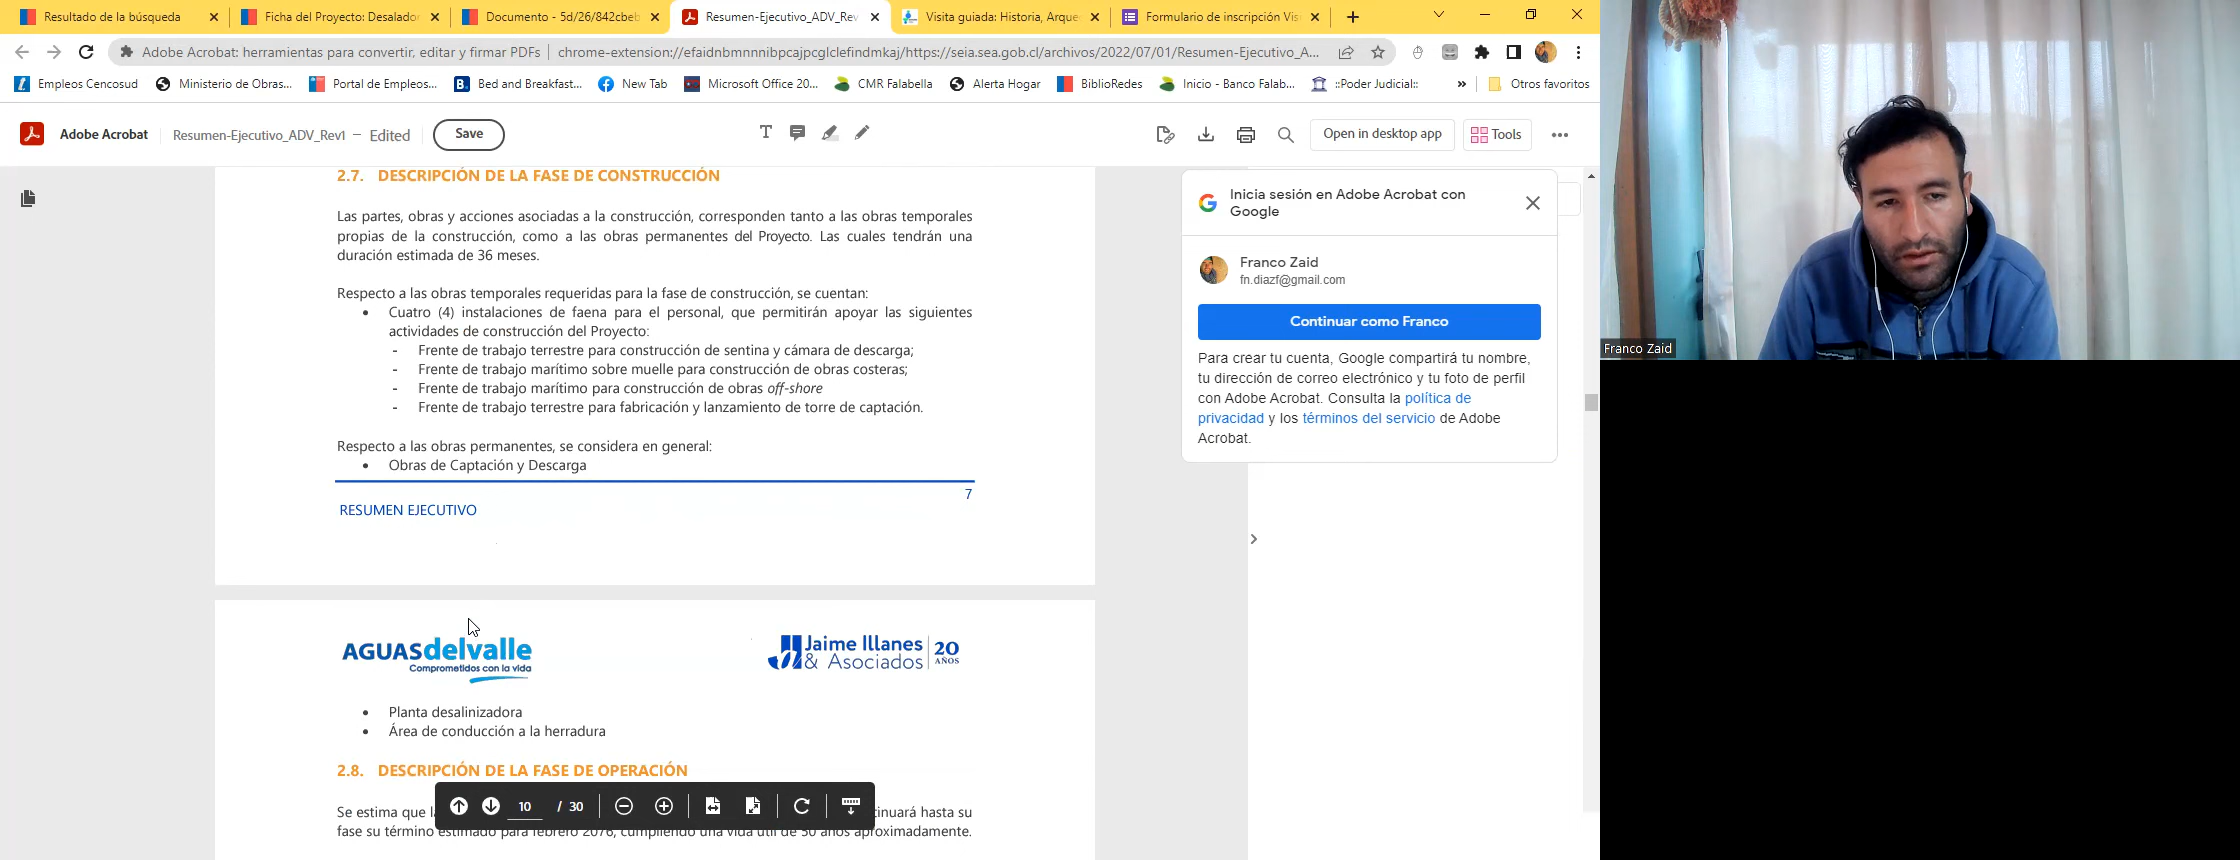 Resultado de la búsqueda
Ficha del Proyecto: Desalador
Documento - 5d/26/842cbeb
Resumen-Ejecutivo_ADV_Rev
Visita guiada: Historia, Arque
Formulario de inscripción Vis
Adobe Acrobat: herramientas para convertir, editar y firmar PDFs | chrome-extension://efaidnbmnnnibpcajpcglclefindmkaj/https://seia.sea.gob.cl/archivos/2022/07/01/Resumen-Ejecutivo_A...
Empleos Cencosud
Ministerio de Obras...
Portal de Empleos...
Bed and Breakfast...
New Tab
Microsoft Office 20...
CMR Falabella
Alerta Hogar
BiblioRedes
Inicio - Banco Falab...
::Poder Judicial::
»
Otros favoritos
Adobe Acrobat
Resumen-Ejecutivo_ADV_Rev1 — Edited
Save
Open in desktop app
Tools
2.7. DESCRIPCIÓN DE LA FASE DE CONSTRUCCIÓN
Las partes, obras y acciones asociadas a la construcción, corresponden tanto a las obras temporales
propias de la construcción, como a las obras permanentes del Proyecto. Las cuales tendrán una
duración estimada de 36 meses.
Respecto a las obras temporales requeridas para la fase de construcción, se cuentan:
• Cuatro (4) instalaciones de faena para el personal, que permitirán apoyar las siguientes
actividades de construcción del Proyecto:
- Frente de trabajo terrestre para construcción de sentina y cámara de descarga;
- Frente de trabajo marítimo sobre muelle para construcción de obras costeras;
- Frente de trabajo marítimo para construcción de obras off-shore
- Frente de trabajo terrestre para fabricación y lanzamiento de torre de captación.
Respecto a las obras permanentes, se considera en general:
• Obras de Captación y Descarga
7
RESUMEN EJECUTIVO
AGUASdelvalle
Comprometidos con la vida
Jaime Illanes
& Asociados
20
AÑOS
• Planta desalinizadora
• Área de conducción a la herradura
2.8. DESCRIPCIÓN DE LA FASE DE OPERACIÓN
Se estima que l
tinuará hasta su
fase su término estimado para febrero 2076, cumpliendo una vida útil de 50 años aproximadamente.
10 / 30
Inicia sesión en Adobe Acrobat con
Google
Franco Zaid
fn.diazf@gmail.com
Continuar como Franco
Para crear tu cuenta, Google compartirá tu nombre,
tu dirección de correo electrónico y tu foto de perfil
con Adobe Acrobat. Consulta la política de
privacidad y los términos del servicio de Adobe
Acrobat.
Franco Zaid